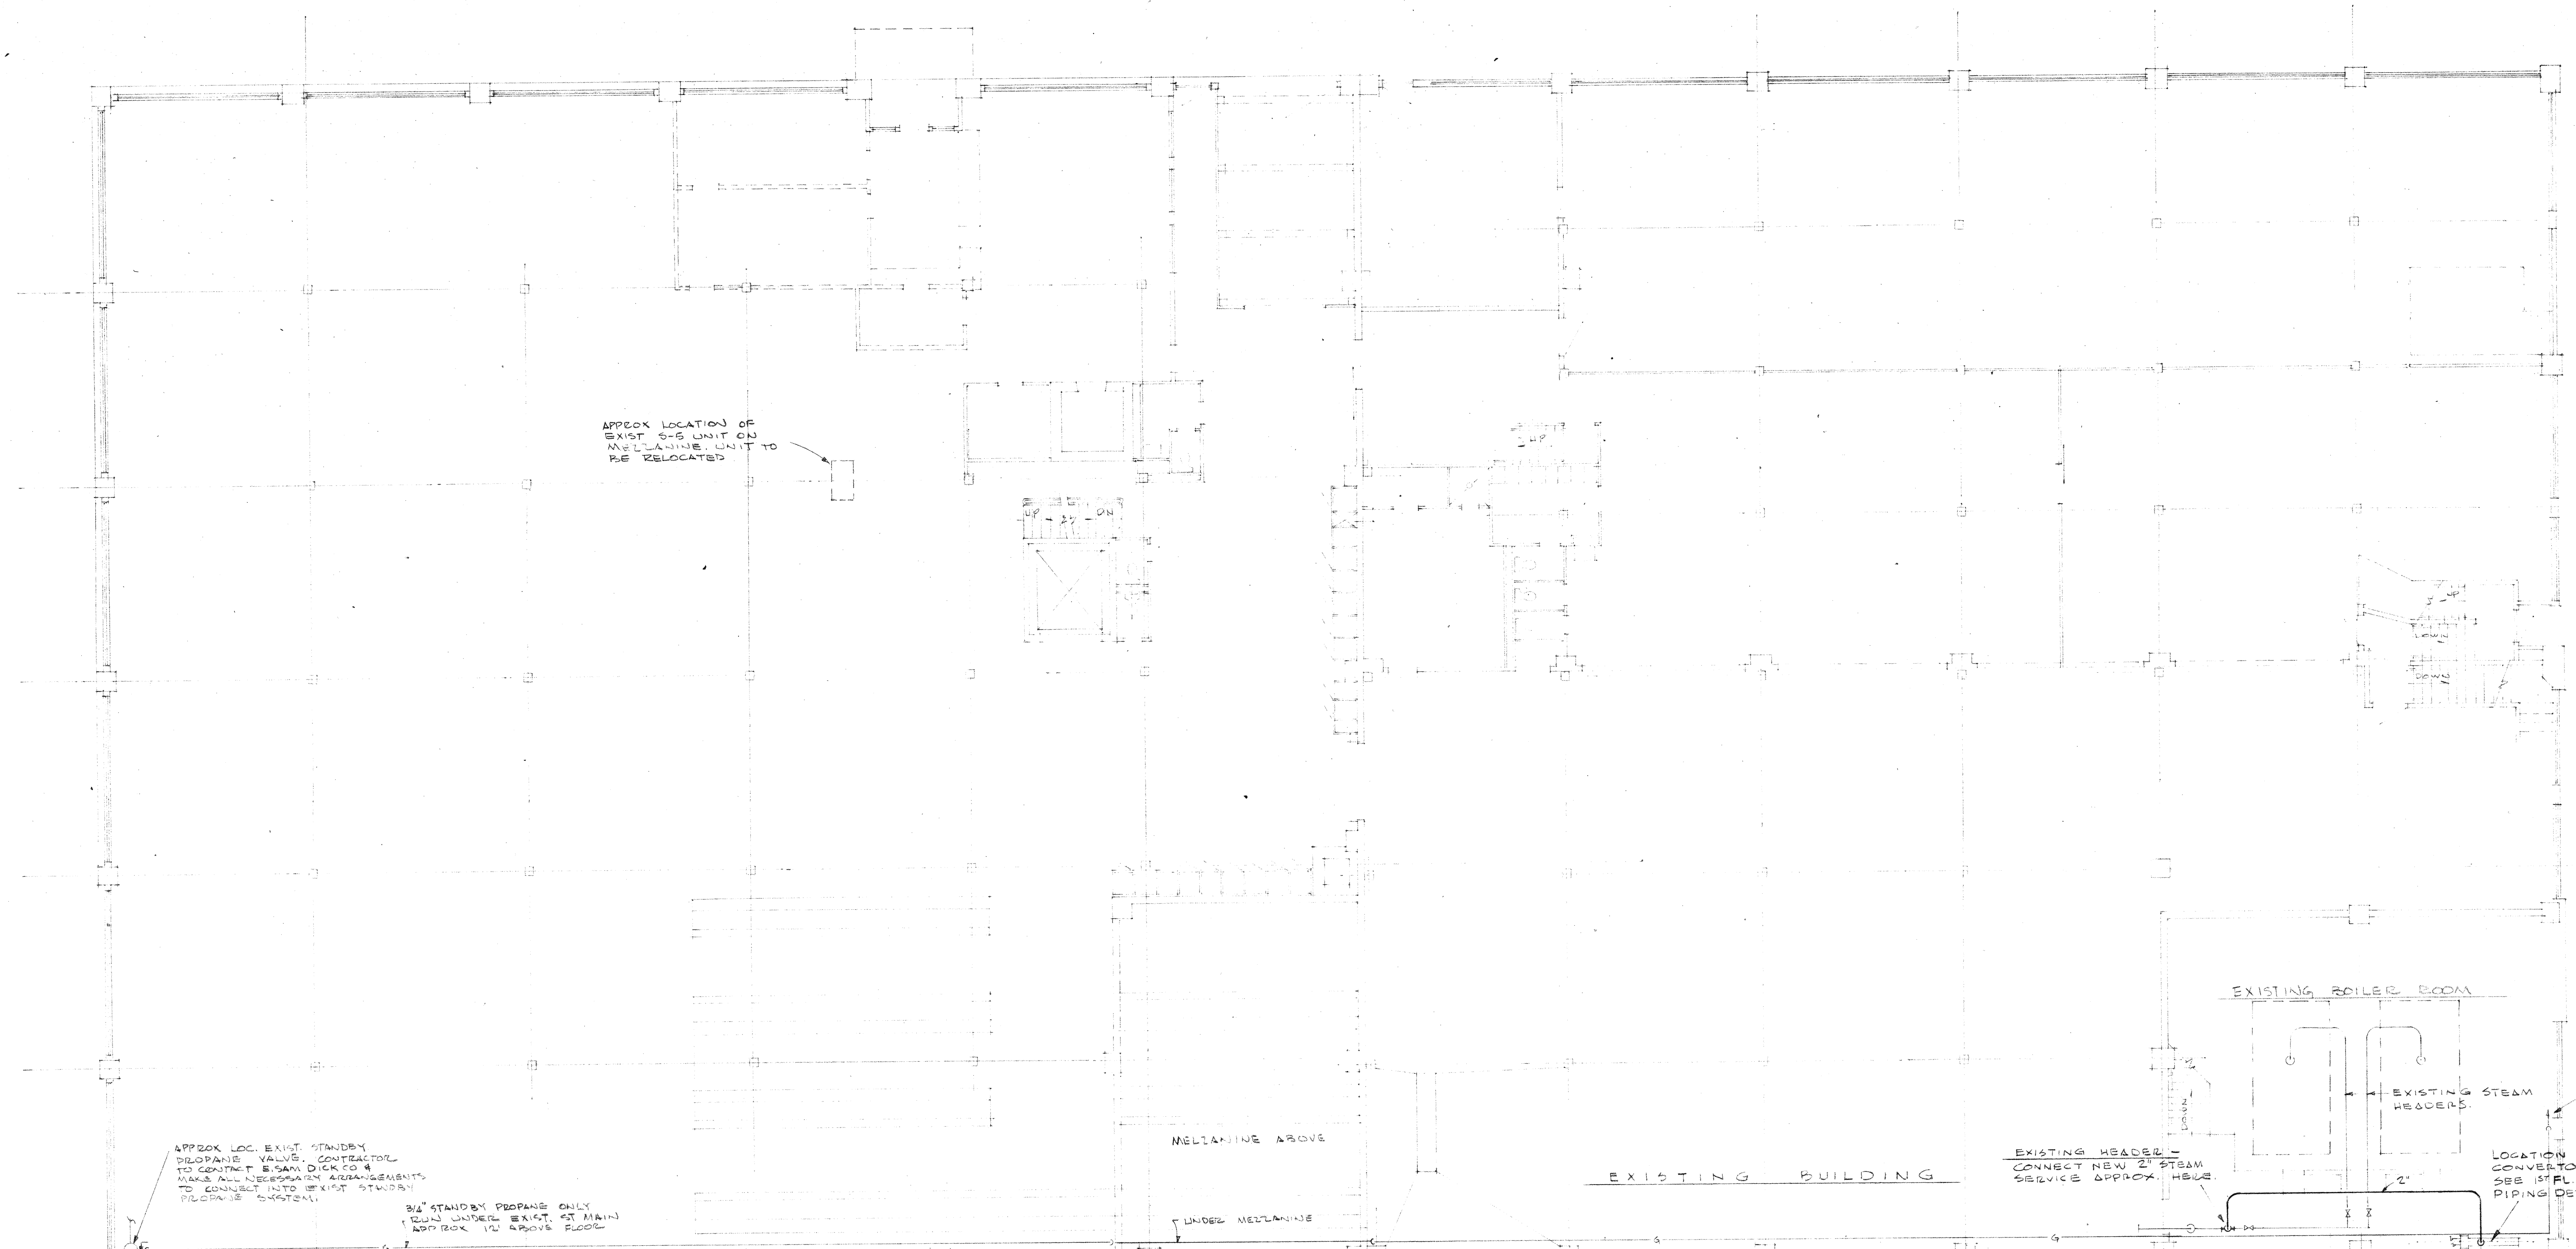 APPROX LOCATION OF
EXIST S-5 UNIT ON
MEZZANINE. UNIT TO
BE RELOCATED
UP
UP
DN
UP
DOWN
DOWN
EXISTING BOILER ROOM
EXISTING STEAM
HEADERS.
APPROX LOC. EXIST. STANDBY
PROPANE VALVE. CONTRACTOR
TO CONTACT E. SAM DICK CO &
MAKE ALL NECESSARY ARRANGEMENTS
TO CONNECT INTO EXIST STANDBY
PROPANE SYSTEM.
3/4" STANDBY PROPANE ONLY
RUN UNDER EXIST. ST MAIN
APPROX 12' ABOVE FLOOR
MEZZANINE ABOVE
UNDER MEZZANINE
EXISTING BUILDING
EXISTING HEADER -
CONNECT NEW 2" STEAM
SERVICE APPROX. HERE.
2"
LOCATION
CONVERTO
SEE 1ST FL.
PIPING DE
G
G
G